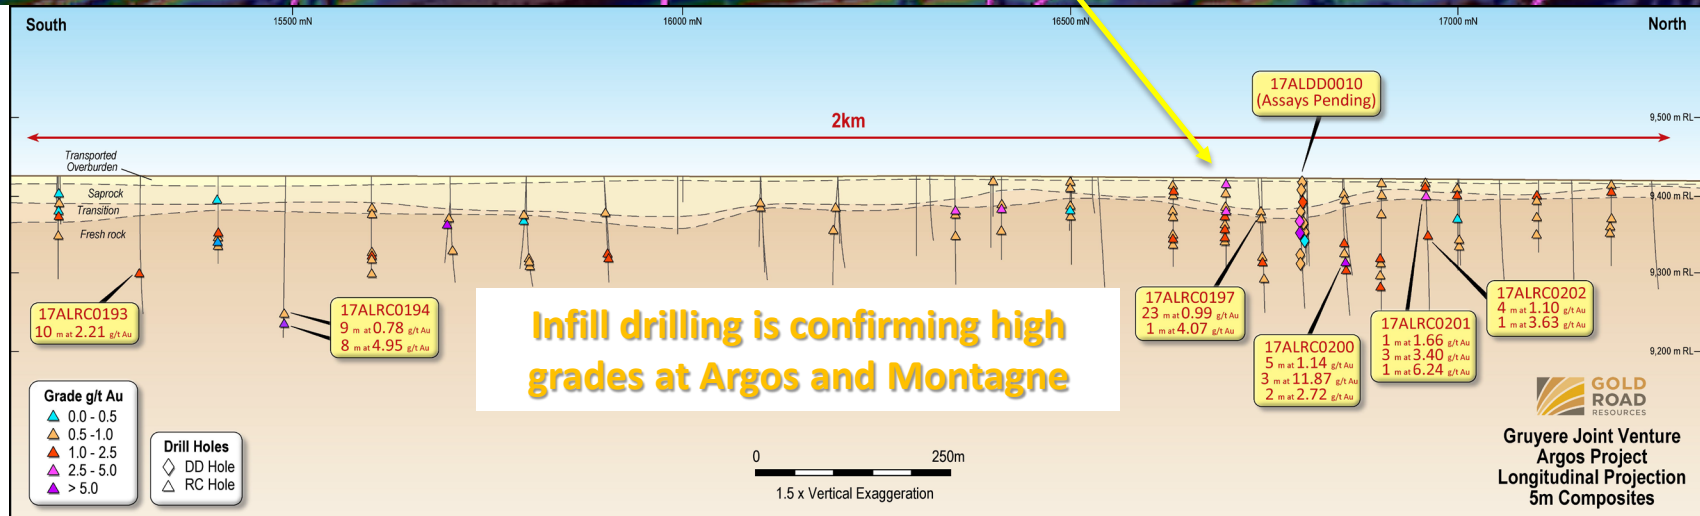 South
15500 mN
16000 mN
16500 mN
17000 mN
North
17ALDD0010
(Assays Pending)
9,500 m RL
2km
Transported
Overburden
Saprock
Transition
Fresh rock
9,400 m RL
9,300 m RL
9,200 m RL
17ALRC0193
10 m at 2.21 g/t Au
17ALRC0194
9 m at 0.78 g/t Au
8 m at 4.95 g/t Au
Infill drilling is confirming high
grades at Argos and Montagne
17ALRC0197
23 m at 0.99 g/t Au
1 m at 4.07 g/t Au
17ALRC0200
5 m at 1.14 g/t Au
3 m at 11.87 g/t Au
2 m at 2.72 g/t Au
17ALRC0201
1 m at 1.66 g/t Au
3 m at 3.40 g/t Au
1 m at 6.24 g/t Au
17ALRC0202
4 m at 1.10 g/t Au
1 m at 3.63 g/t Au
Grade g/t Au
0.0 - 0.5
0.5 -1.0
1.0 - 2.5
2.5 - 5.0
> 5.0
Drill Holes
DD Hole
RC Hole
0 250m
1.5 x Vertical Exaggeration
GOLD
ROAD
RESOURCES
Gruyere Joint Venture
Argos Project
Longitudinal Projection
5m Composites